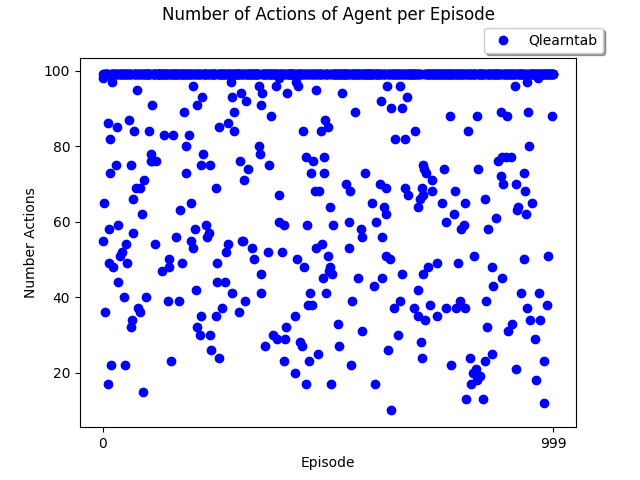 Number of Actions of Agent per Episode
Qlearntab
100
80
60
40
20
Number Actions
0
999
Episode